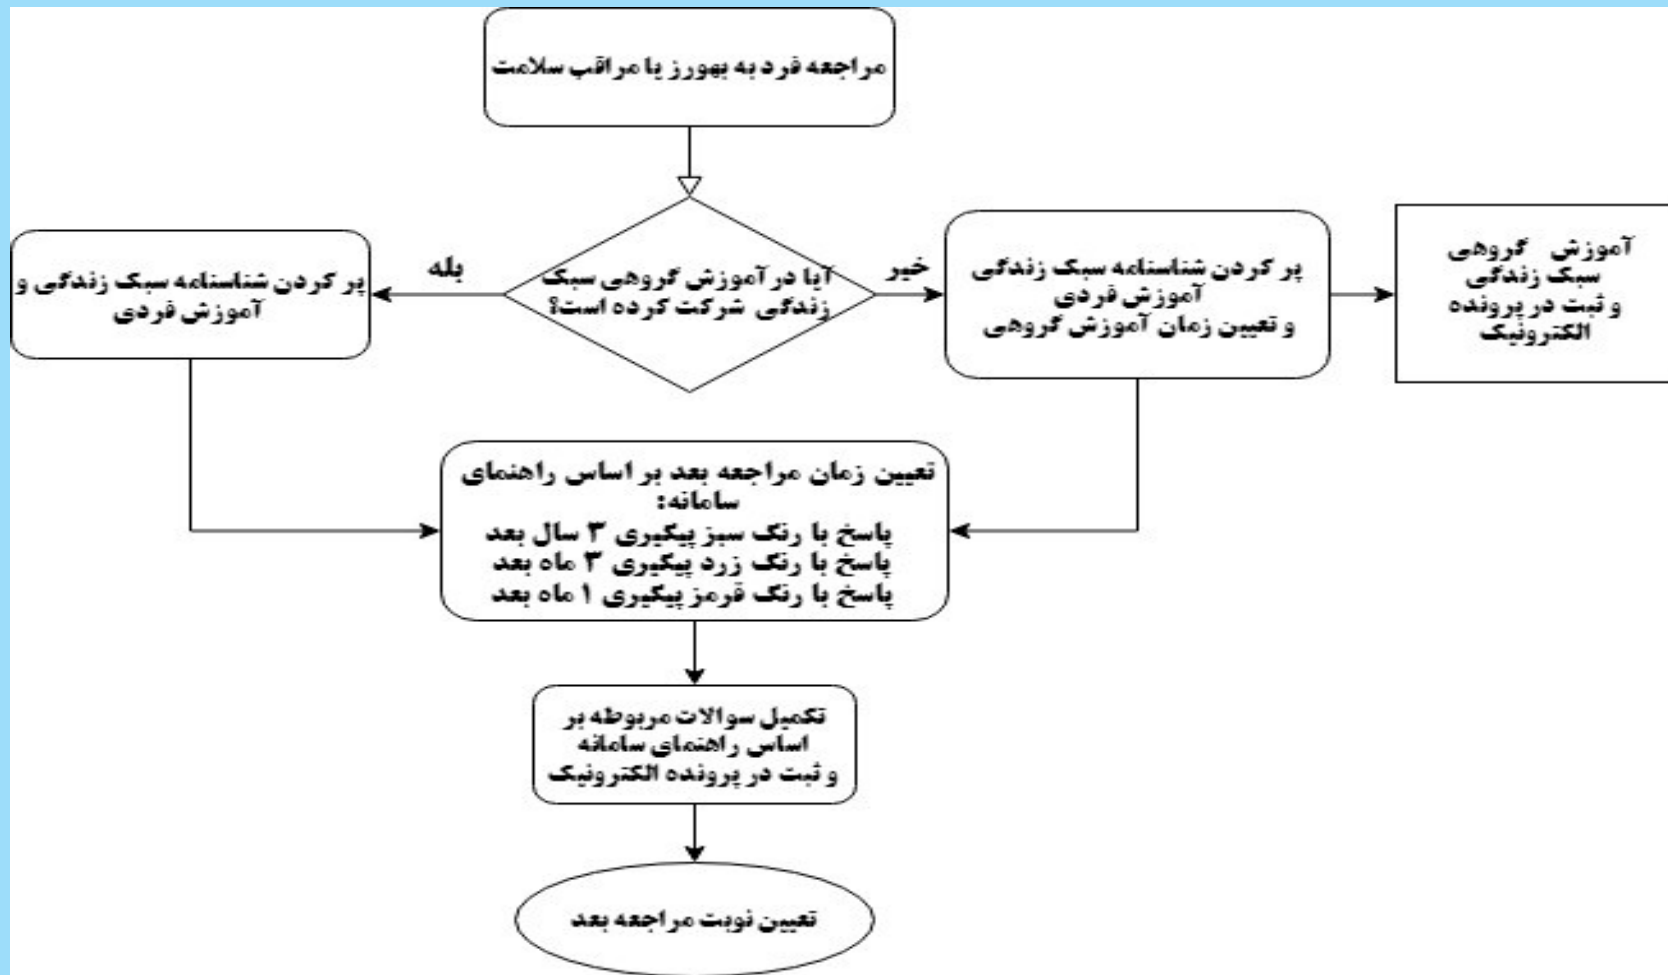 مراجعه فرد به بهورز یا مراقب سلامت
آیا در آموزش گروهی سبک
زندگی شرکت کرده است؟
خیر
بله
پر کردن شناسنامه سبک زندگی
آموزش فردی
و تعیین زمان آموزش گروهی
آموزش گروهی
سبک زندگی
و ثبت در پرونده
الکترونیک
پر کردن شناسنامه سبک زندگی و
آموزش فردی
تعیین زمان مراجعه بعد بر اساس راهنمای
سامانه:
پاسخ با رنگ سبز پیگیری ۳ سال بعد
پاسخ با رنگ زرد پیگیری ۳ ماه بعد
پاسخ با رنگ قرمز پیگیری ۱ ماه بعد
تکمیل سوالات مربوطه بر
اساس راهنمای سامانه
و ثبت در پرونده الکترونیک
تعیین نوبت مراجعه بعد